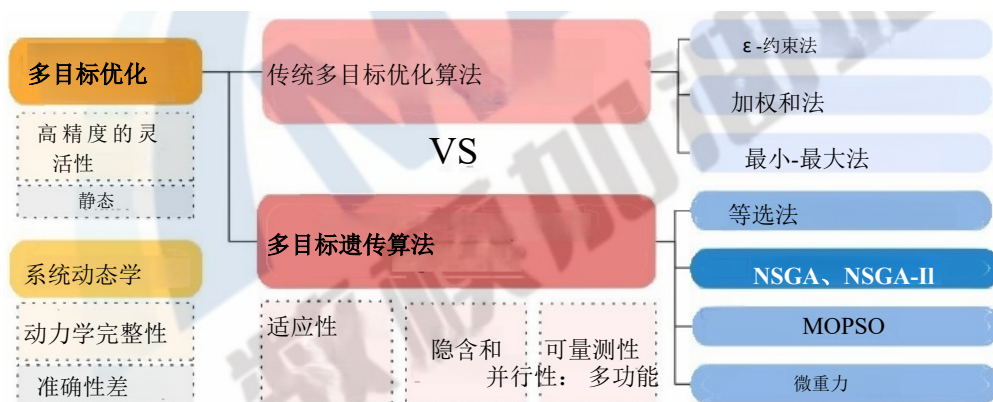 多目标优化
高精度的灵
活性
静态
系统动态学
动力学完整性
准确性差
传统多目标优化算法
VS
多目标遗传算法
适应性
隐含和 可量测性
并行性： 多功能
ε-约束法
加权和法
最小-最大法
等选法
NSGA、NSGA-Il
MOPSO
微重力